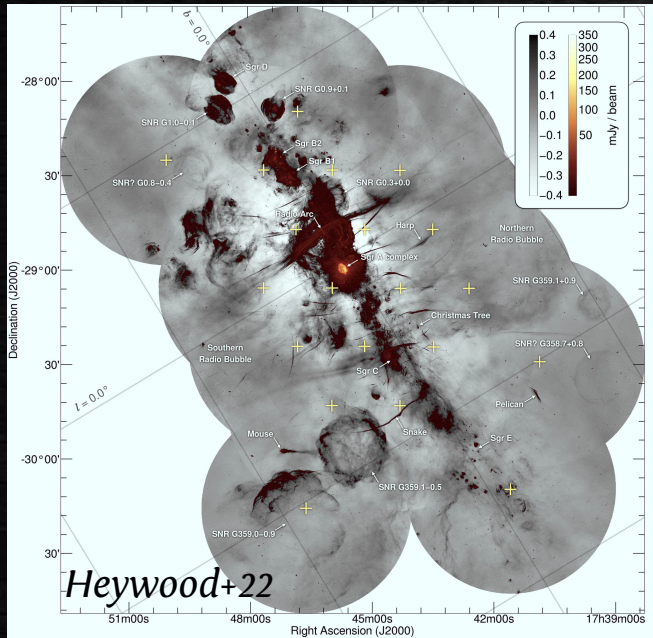 b = 0.0°
0.4
0.3
0.2
0.1
0.0
−0.1
−0.2
−0.3
−0.4
350
300
250
200
150
100
50
mJy / beam
Sgr D
SNR G0.9+0.1
SNR G1.0−0.1
Sgr B2
Sgr B1
SNR? G0.8−0.4
G0.3+0.0
Radio Arc
Harp
Northern
Radio Bubble
Sgr A complex
SNR G359.1+0.9
Christmas Tree
Southern
Radio Bubble
SNR? G358.7+0.8
Sgr C
l = 0.0°
Pelican
Mouse
Snake
Sgr E
SNR G359.1−0.5
SNR G359.0−0.9
Heywood+22
-28°00'
30'
-29°00'
30'
-30°00'
30'
Declination (J2000)
51m00s
48m00s
45m00s
42m00s
17h39m00s
Right Ascension (J2000)